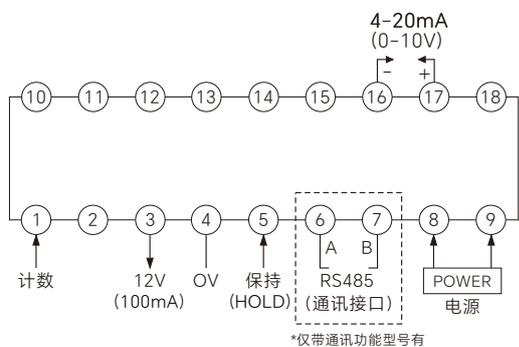 4-20mA
(0-10V)
- +
10 11 12 13 14 15 16 17 18
1 2 3 4 5 6 7 8 9
A B
计数 12V OV 保持 RS485 POWER
(100mA) (HOLD) (通讯接口) 电源
*仅带通讯功能型号有